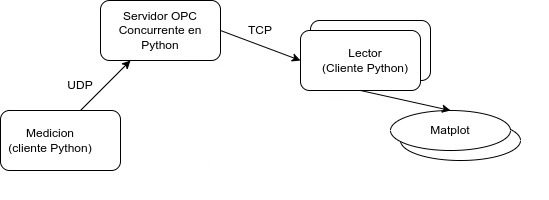 Servidor OPC
Concurrente en
Python
TCP
Lector
(Cliente Python)
UDP
Medicion
(cliente Python)
Matplot